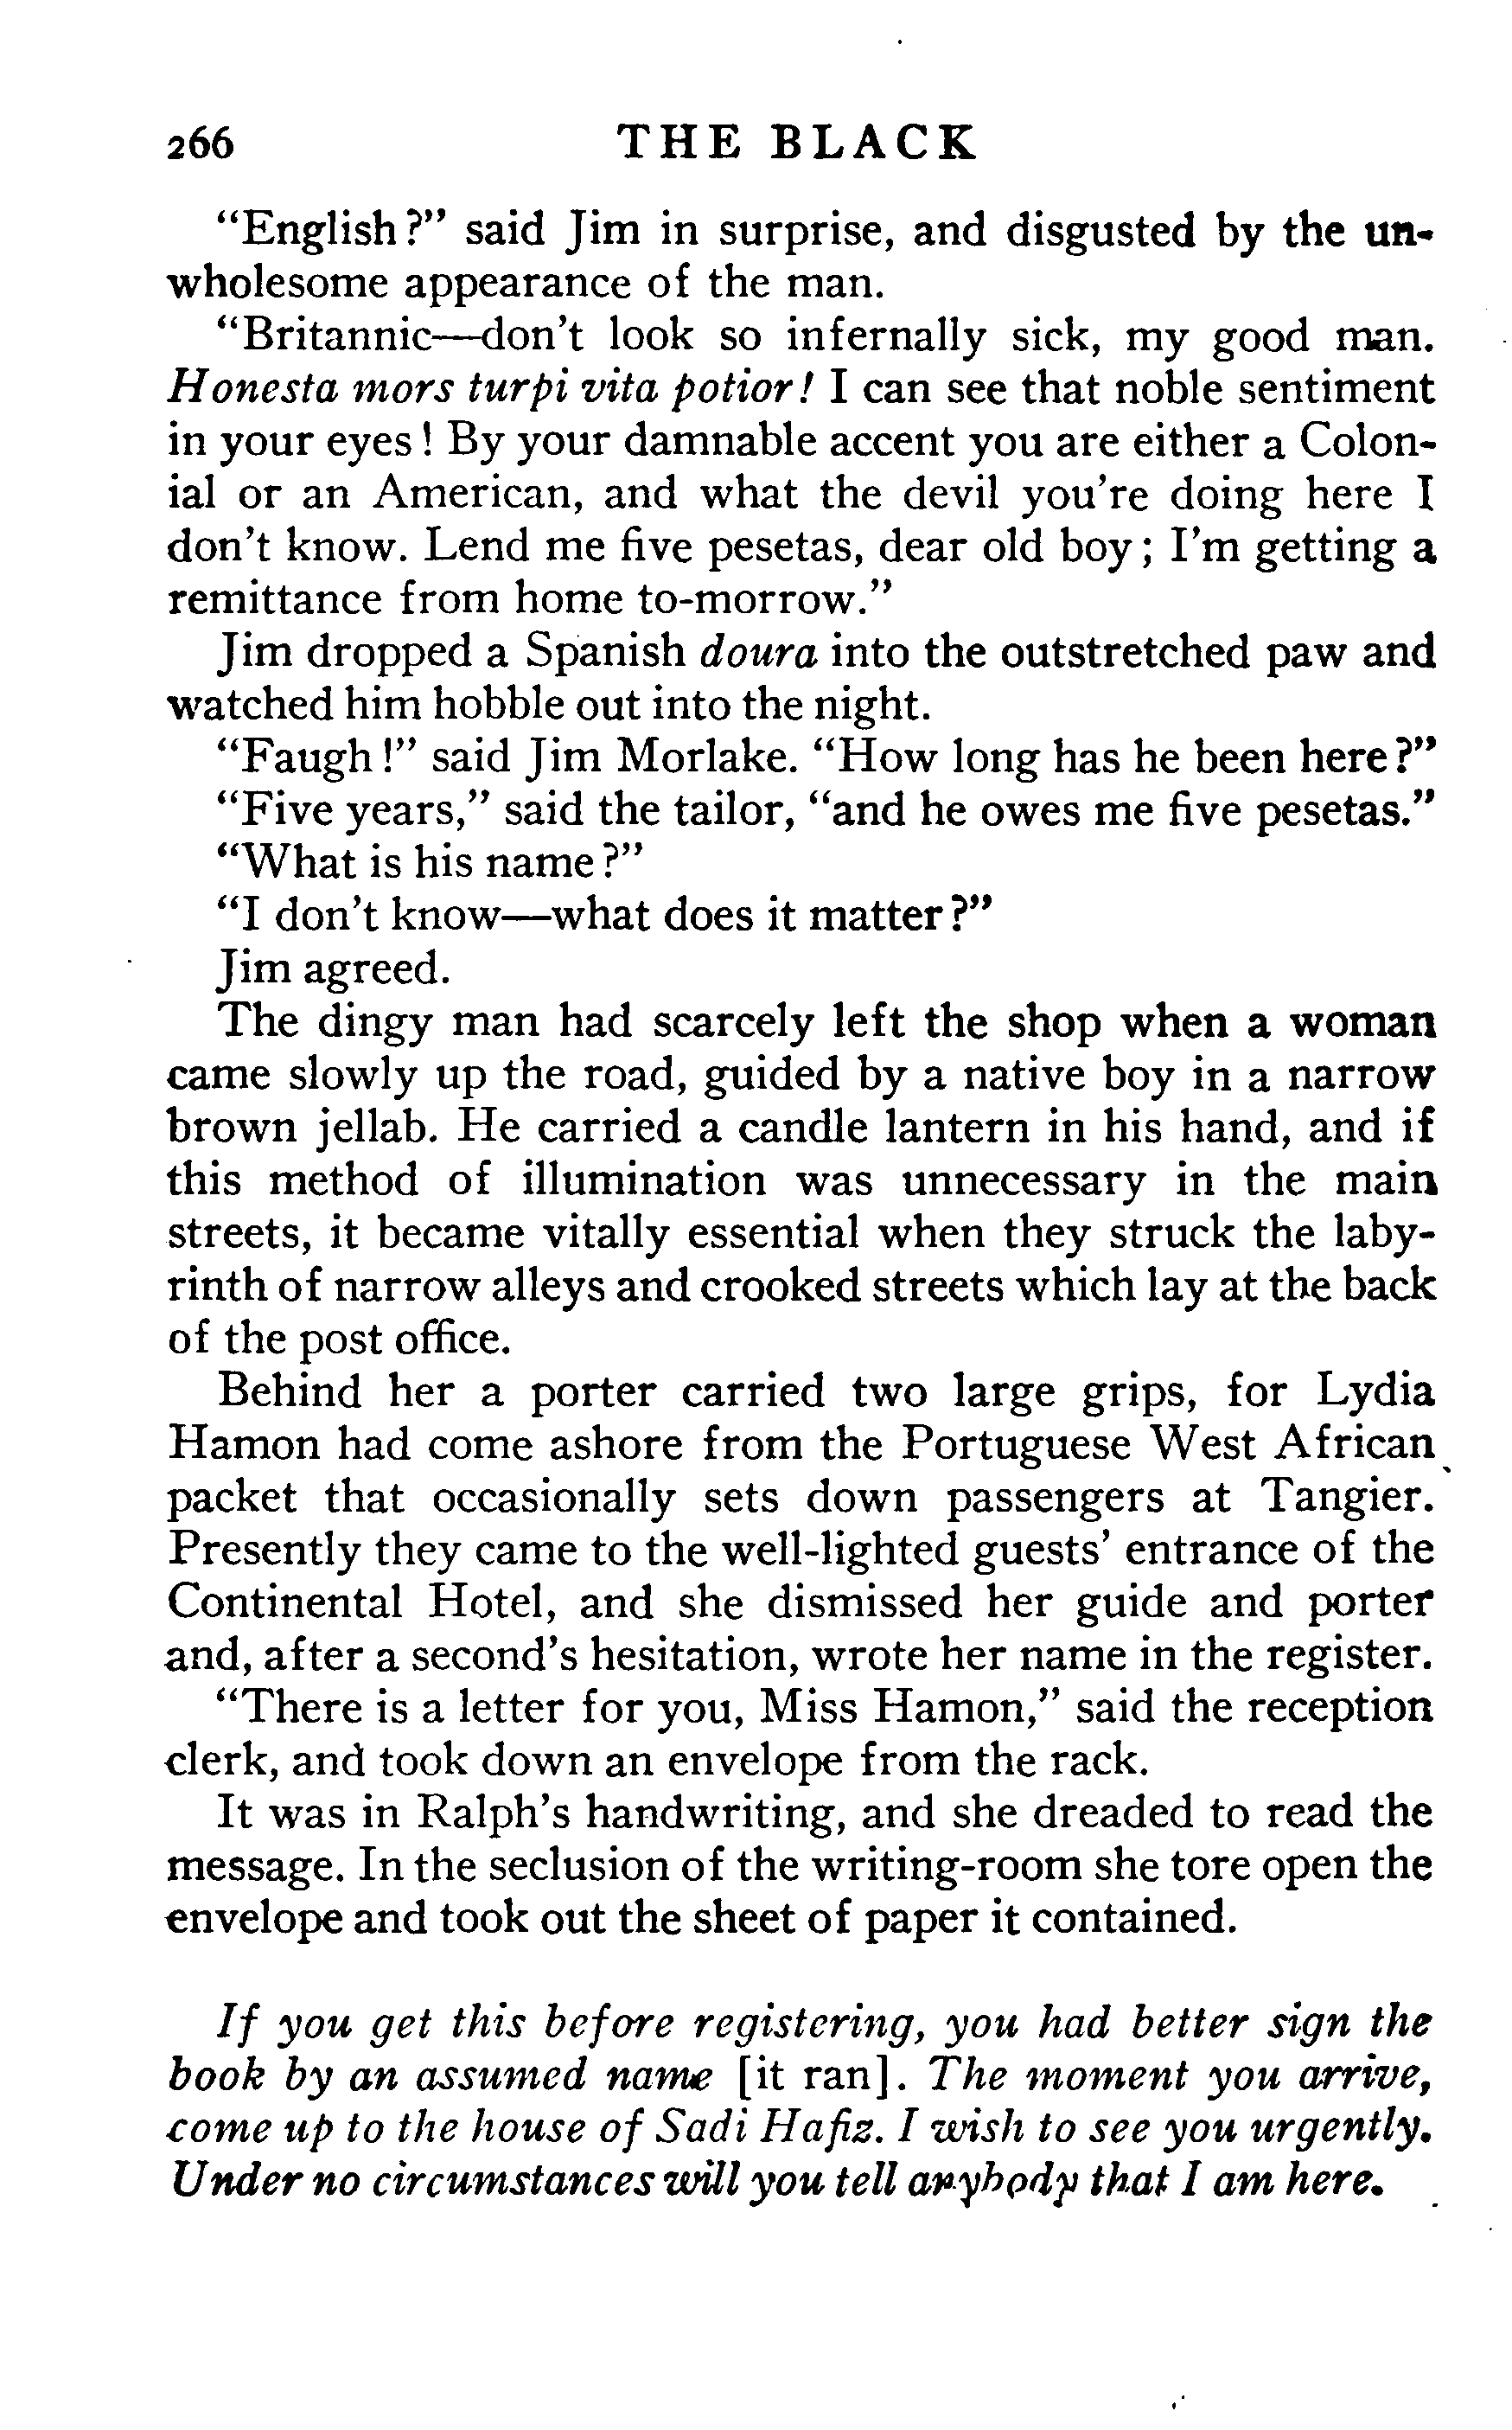 266 THE BLACK
"English?" said Jim in surprise, and disgusted by the un-
wholesome appearance of the man.
"Britannic—don't look so infernally sick, my good man.
Honesta mors turpi vita potior! I can see that noble sentiment
in your eyes! By your damnable accent you are either a Colon-
ial or an American, and what the devil you're doing here I
don't know. Lend me five pesetas, dear old boy; I'm getting a
remittance from home to-morrow."
Jim dropped a Spanish doura into the outstretched paw and
watched him hobble out into the night.
"Faugh!" said Jim Morlake. "How long has he been here?"
"Five years," said the tailor, "and he owes me five pesetas."
"What is his name?"
"I don't know—what does it matter?"
Jim agreed.
The dingy man had scarcely left the shop when a woman
came slowly up the road, guided by a native boy in a narrow
brown jellab. He carried a candle lantern in his hand, and if
this method of illumination was unnecessary in the main
streets, it became vitally essential when they struck the laby-
rinth of narrow alleys and crooked streets which lay at the back
of the post office.
Behind her a porter carried two large grips, for Lydia
Hamon had come ashore from the Portuguese West African
packet that occasionally sets down passengers at Tangier.
Presently they came to the well-lighted guests' entrance of the
Continental Hotel, and she dismissed her guide and porter
and, after a second's hesitation, wrote her name in the register.
"There is a letter for you, Miss Hamon," said the reception
clerk, and took down an envelope from the rack.
It was in Ralph's handwriting, and she dreaded to read the
message. In the seclusion of the writing-room she tore open the
envelope and took out the sheet of paper it contained.
If you get this before registering, you had better sign the
book by an assumed name [it ran]. The moment you arrive,
come up to the house of Sadi Hafiz. I wish to see you urgently.
Under no circumstances will you tell anybody that I am here.